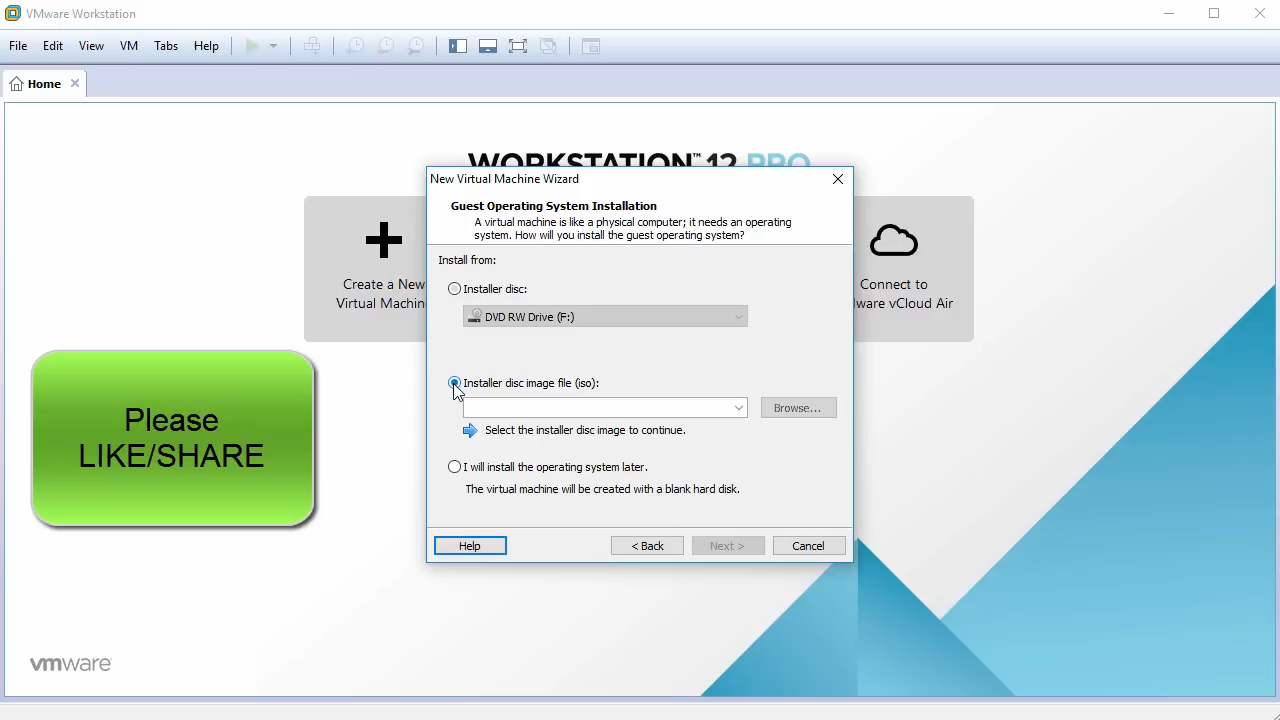 VMware Workstation
File Edit View VM Tabs Help
Home
WORKSTATION™ 12 PRO
New Virtual Machine Wizard
Guest Operating System Installation
A virtual machine is like a physical computer; it needs an operating
system. How will you install the guest operating system?
Install from:
Installer disc:
DVD RW Drive (F:)
Installer disc image file (iso):
Browse...
Select the installer disc image to continue.
I will install the operating system later.
The virtual machine will be created with a blank hard disk.
Help < Back Next > Cancel
Create a New
Virtual Machin
Connect to
ware vCloud Air
Please
LIKE/SHARE
vmware